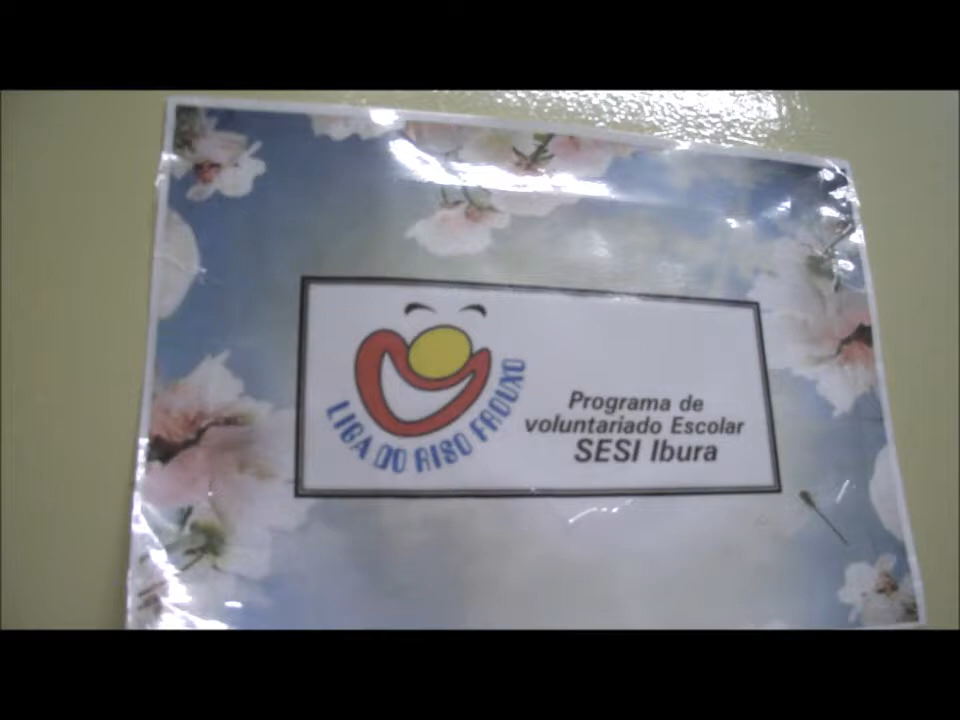 LIGA DO RISO FROUXO
Programa de
voluntariado Escolar
SESI Ibura